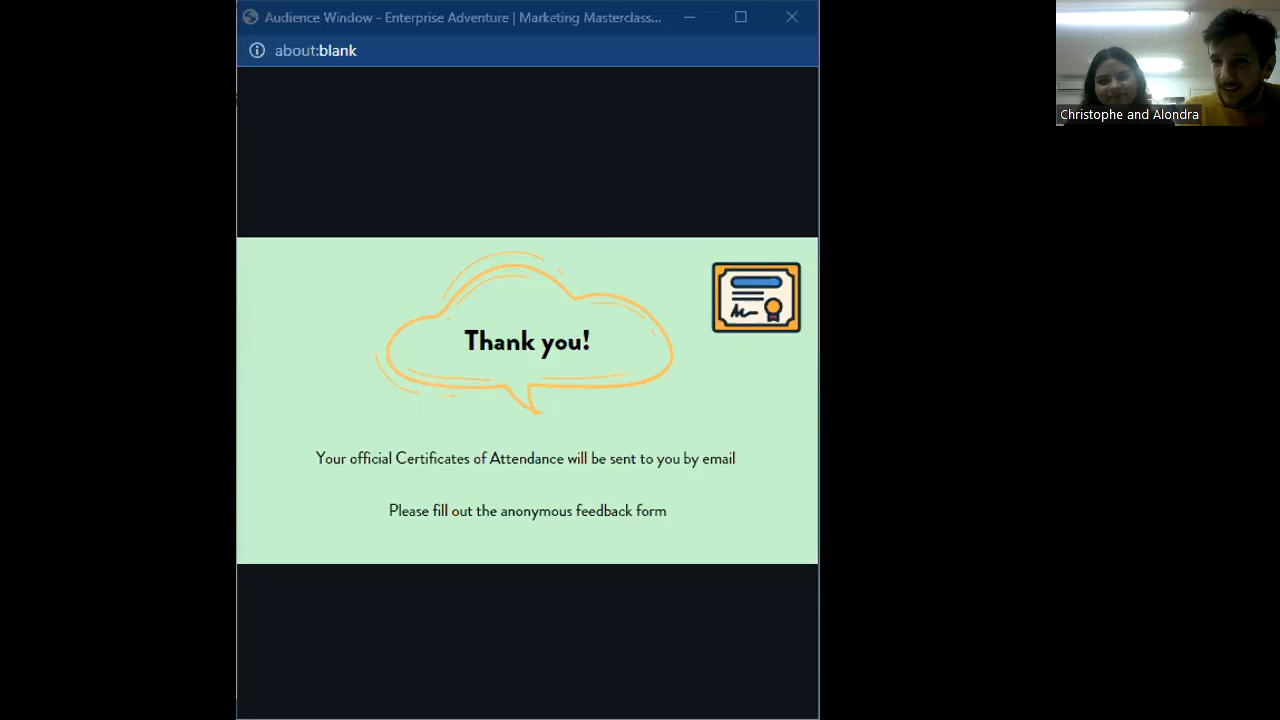 Audience Window - Enterprise Adventure | Marketing Masterclass...
about:blank
Christophe and Alondra
Thank you!
Your official Certificates of Attendance will be sent to you by email
Please fill out the anonymous feedback form